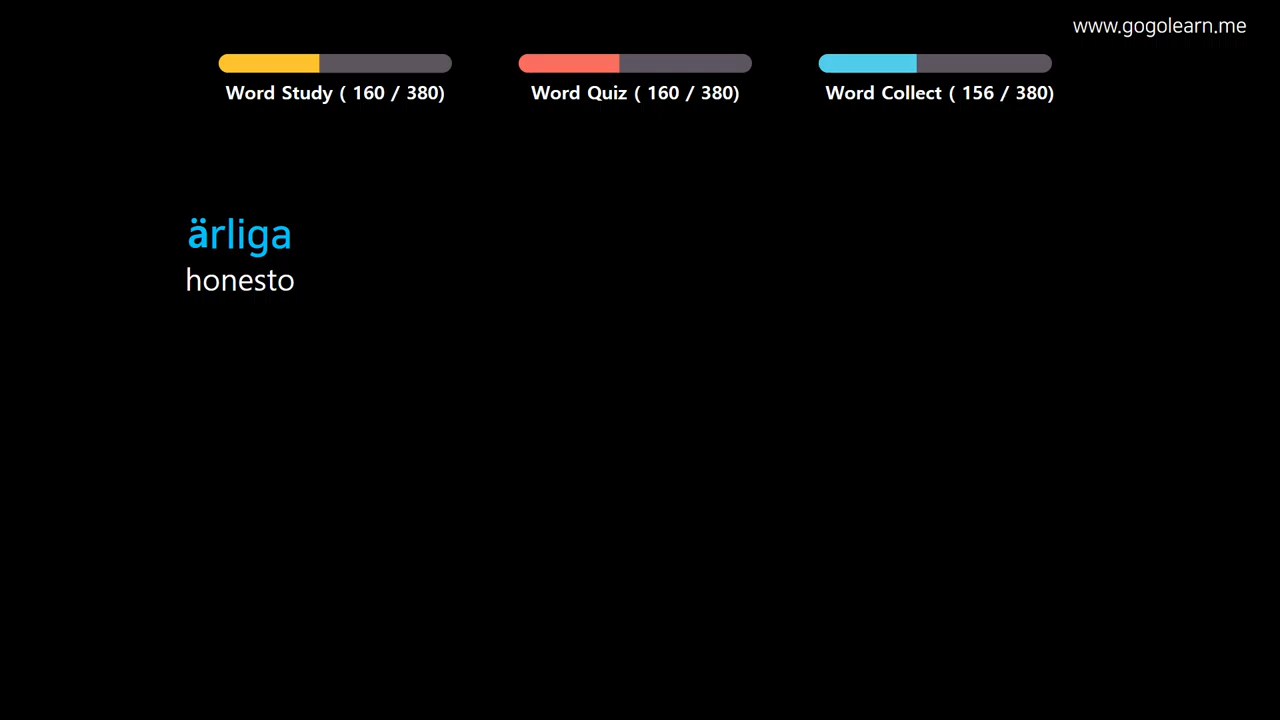 www.gogolearn.me
Word Study ( 160 / 380)
Word Quiz ( 160 / 380)
Word Collect ( 156 / 380)
ärliga
honesto